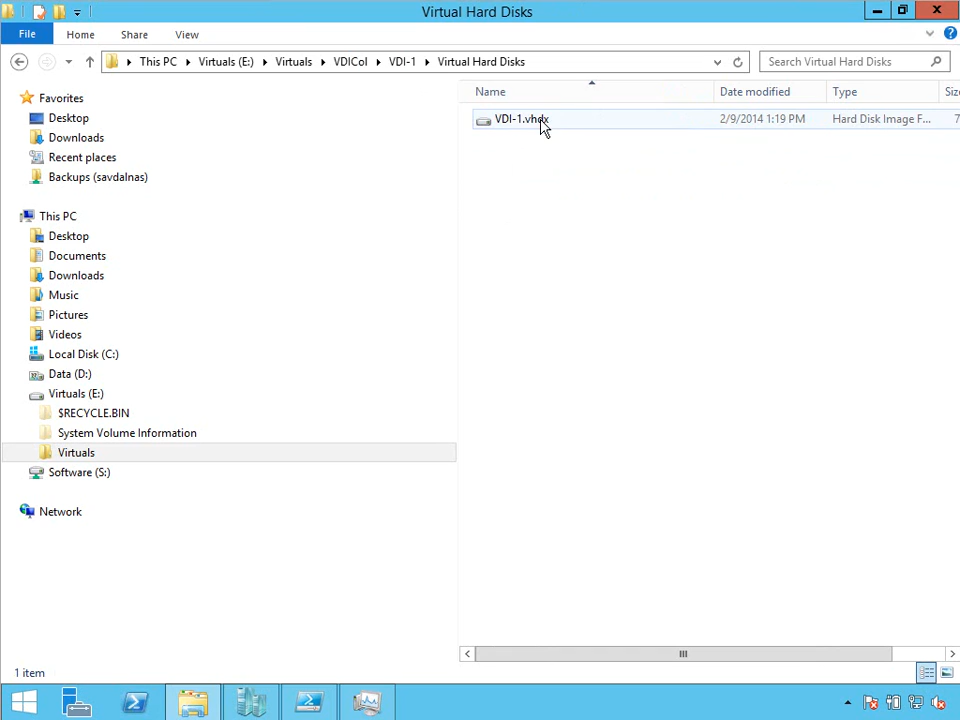 Virtual Hard Disks
File Home Share View
This PC Virtuals (E:) Virtuals VDICol VDI-1 Virtual Hard Disks
Search Virtual Hard Disks
Name Date modified Type
VDI-1.vhdx 2/9/2014 1:19 PM Hard Disk Image F... 7
Favorites
Desktop
Downloads
Recent places
Backups (savdalnas)
This PC
Desktop
Documents
Downloads
Music
Pictures
Videos
Local Disk (C:)
Data (D:)
Virtuals (E:)
$RECYCLE.BIN
System Volume Information
Virtuals
Software (S:)
Network
1 item